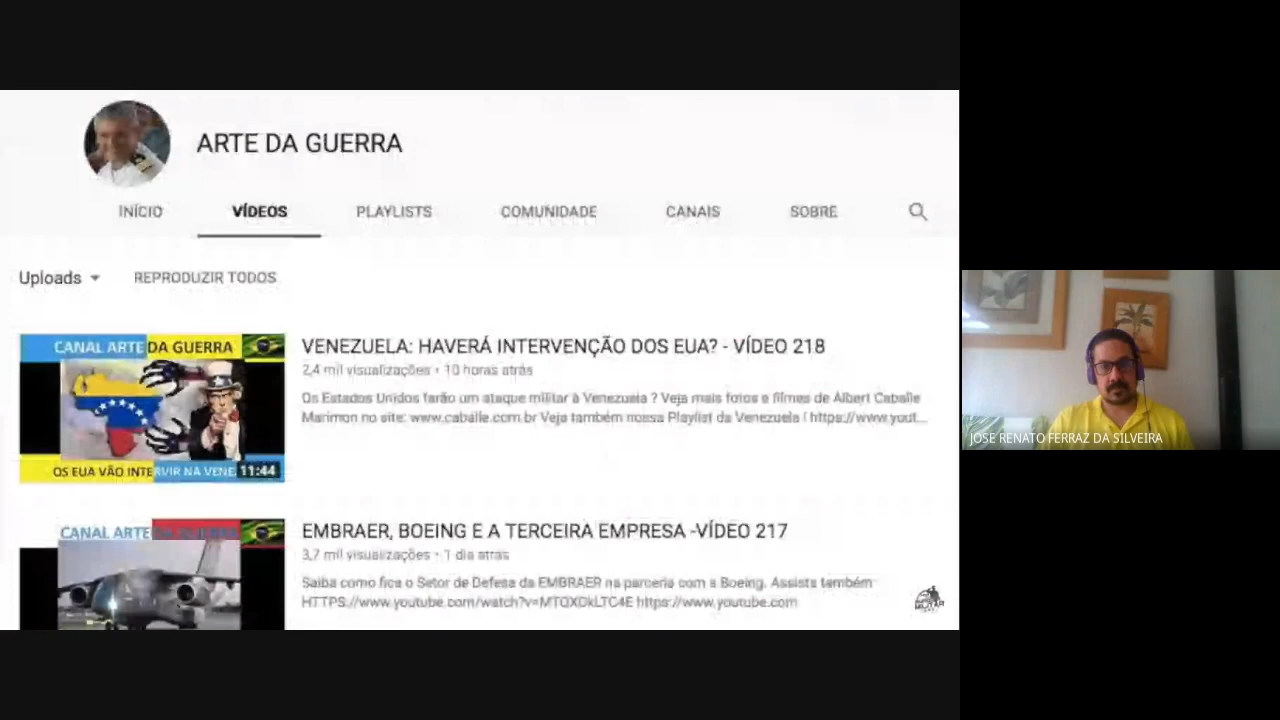 ARTE DA GUERRA
INÍCIO VÍDEOS PLAYLISTS COMUNIDADE CANAIS SOBRE
Uploads REPRODUZIR TODOS
CANAL ARTE DA GUERRA
OS EUA VÃO INTERVIR NA VENE
11:44
VENEZUELA: HAVERÁ INTERVENÇÃO DOS EUA? - VÍDEO 218
2,4 mil visualizações • 10 horas atrás
Os Estados Unidos farão um ataque militar à Venezuela ? Veja mais fotos e filmes de Albert Caballe
Marimon no site: www.caballe.com.br Veja também nossa Playlist da Venezuela ! https://www.yout...
CANAL ARTE DA GUERRA
EMBRAER, BOEING E A TERCEIRA EMPRESA -VÍDEO 217
3,7 mil visualizações • 1 dia atrás
Saiba como fica o Setor de Defesa da EMBRAER na parceria com a Boeing. Assista também
HTTPS://www.youtube.com/watch?v=MTQXDkLTC4E https://www.youtube.com
MILITAR
JOSE RENATO FERRAZ DA SILVEIRA